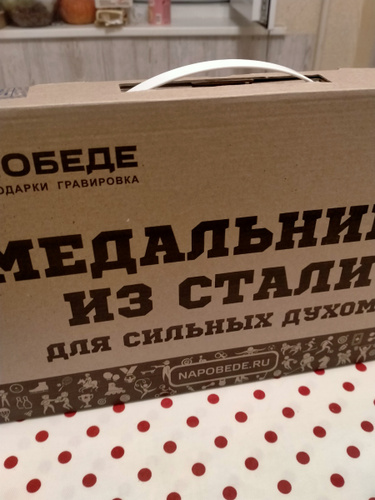 ОБЕДЕ
ОДАРКИ ГРАВИРОВКА
МЕДАЛЬНИ
ИЗ СТАЛИ
ДЛЯ СИЛЬНЫХ ДУХОМ
NAPOBEDE.RU